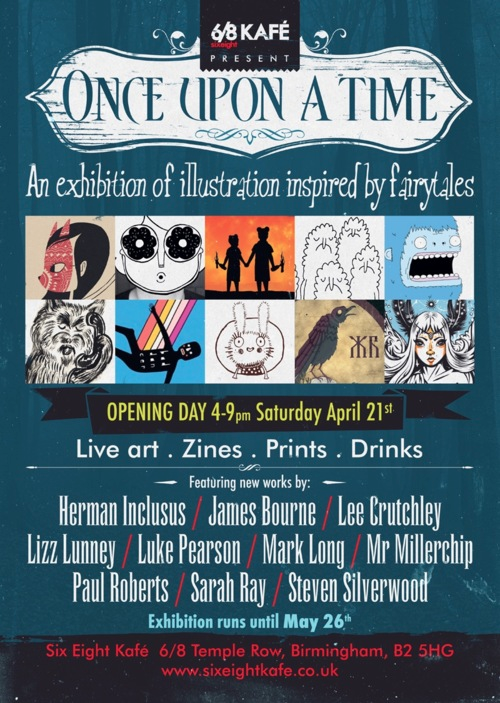 6/8 KAFÉ
sixeight
PRESENT
ONCE UPON A TIME
An exhibition of illustration inspired by fairytales
ЖБ
OPENING DAY 4-9pm Saturday April 21st
Live art . Zines . Prints . Drinks
Featuring new works by:
Herman Inclusus / James Bourne / Lee Crutchley
Lizz Lunney / Luke Pearson / Mark Long / Mr Millerchip
Paul Roberts / Sarah Ray / Steven Silverwood
Exhibition runs until May 26th
Six Eight Kafé 6/8 Temple Row, Birmingham, B2 5HG
www.sixeightkafe.co.uk